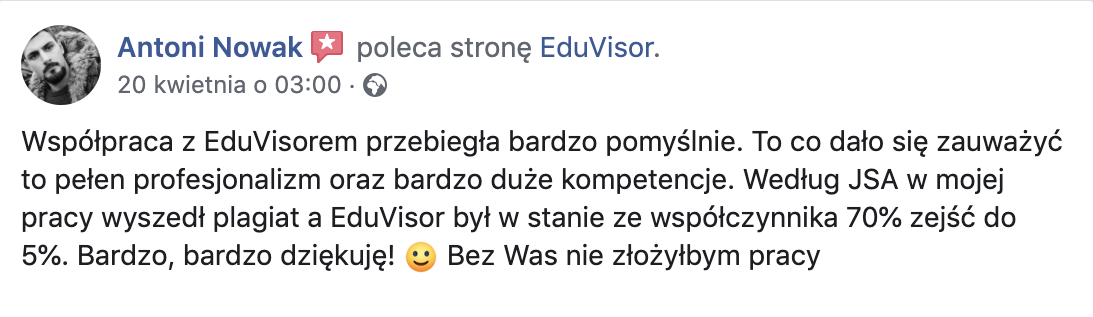 Antoni Nowak poleca stronę EduVisor.
20 kwietnia o 03:00 ·
Współpraca z EduVisorem przebiegła bardzo pomyślnie. To co dało się zauważyć
to pełen profesjonalizm oraz bardzo duże kompetencje. Według JSA w mojej
pracy wyszedł plagiat a EduVisor był w stanie ze współczynnika 70% zejść do
5%. Bardzo, bardzo dziękuję! 🙂 Bez Was nie złożyłbym pracy